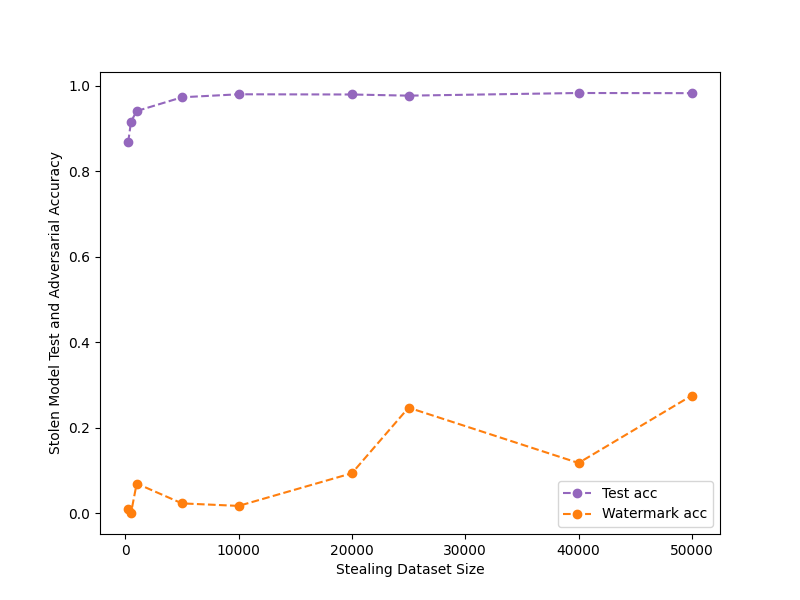 1.0
0.8
0.6
0.4
0.2
0.0
Stolen Model Test and Adversarial Accuracy
Test acc
Watermark acc
0 10000 20000 30000 40000 50000
Stealing Dataset Size